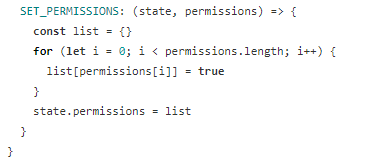 SET_PERMISSIONS: (state, permissions) => {
const list = {}
for (let i = 0; i < permissions.length; i++) {
list[permissions[i]] = true
}
state.permissions = list
}
}